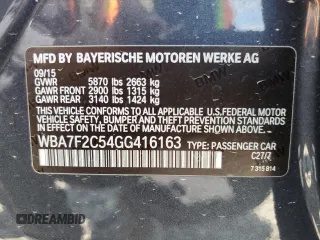 MFD BY BAYERISCHE MOTOREN WERKE AG
09/15
GVWR 5870 lbs 2663 kg
GAWR FRONT 2900 lbs 1315 kg
GAWR REAR 3140 lbs 1424 kg
THIS VEHICLE CONFORMS TO ALL APPLICABLE
U.S. FEDERAL MOTOR VEHICLE SAFETY, BUMPER
AND THEFT PREVENTION STANDARDS IN EFFECT ON
THE DATE OF MANUFACTURE SHOWN ABOVE.
WBA7F2C54GG416163 TYPE: PASSENGER CAR
C27/7
7 315 814
DREAMBID